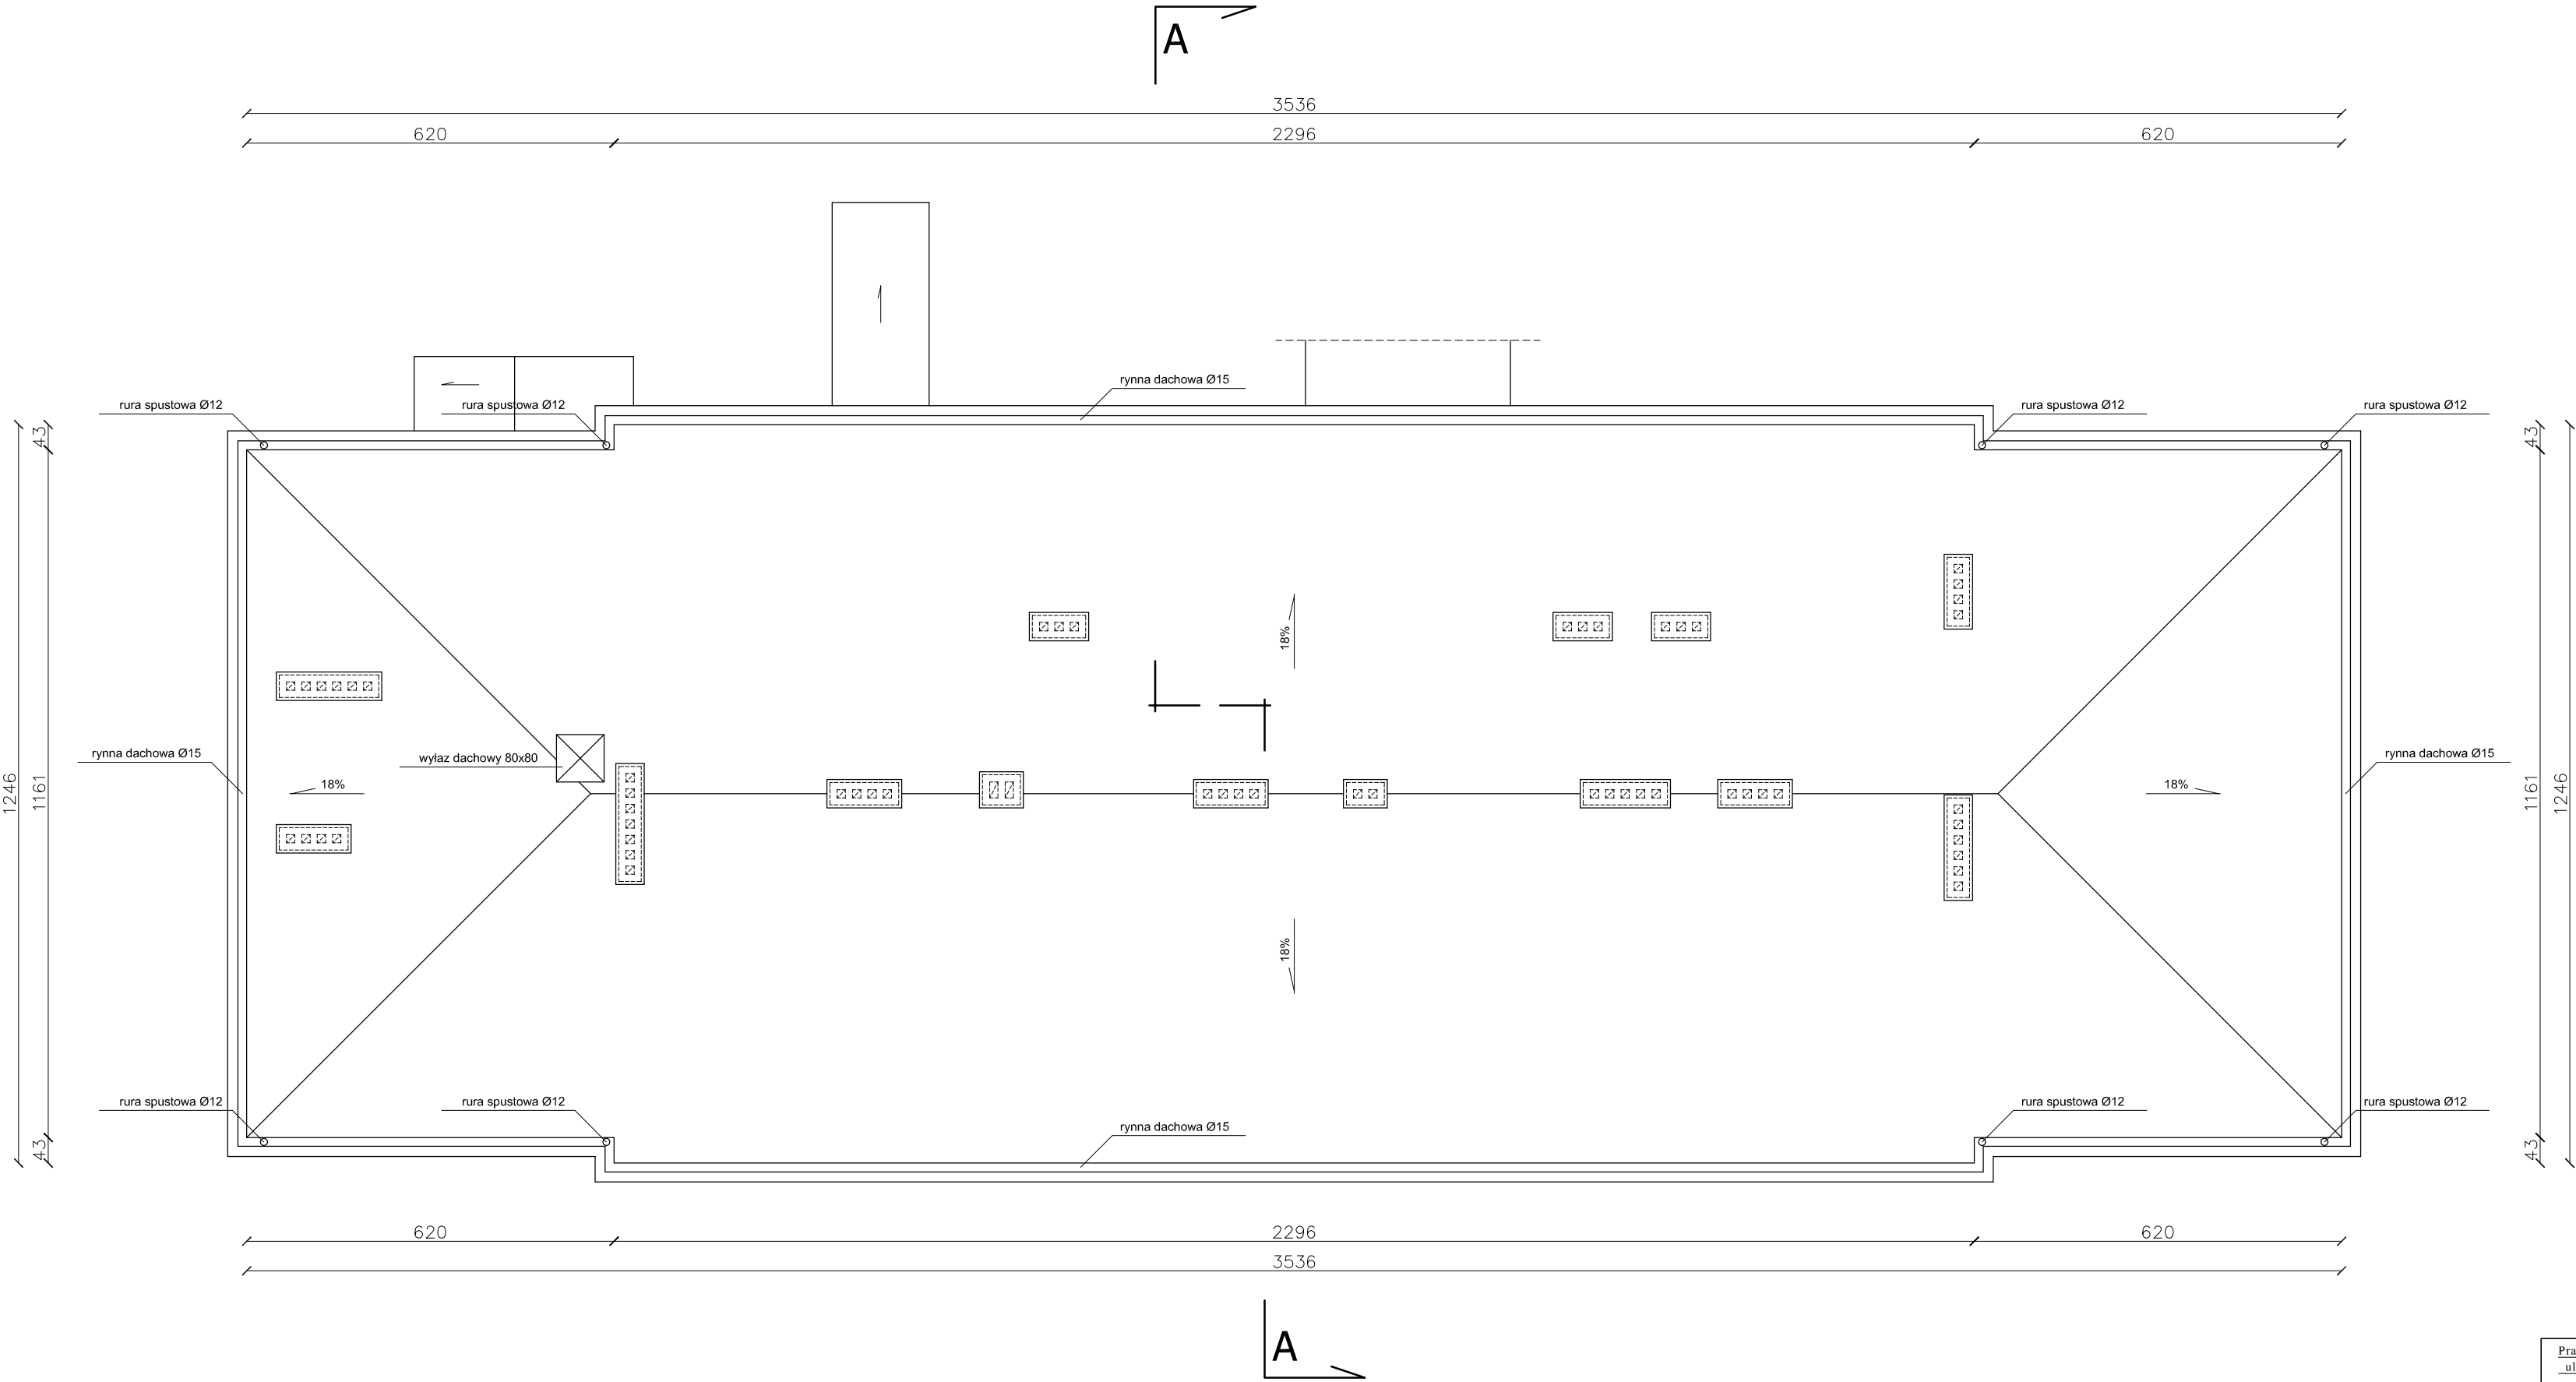 A
3536
620
2296
620
rynna dachowa Ø15
rura spustowa Ø12
rura spustowa Ø12
rura spustowa Ø12
rura spustowa Ø12
43
43
18%
rynna dachowa Ø15
wyłaz dachowy 80x80
rynna dachowa Ø15
18%
18%
1246
1161
1161
1246
18%
rura spustowa Ø12
rura spustowa Ø12
rura spustowa Ø12
rura spustowa Ø12
rynna dachowa Ø15
43
43
620
2296
620
3536
A